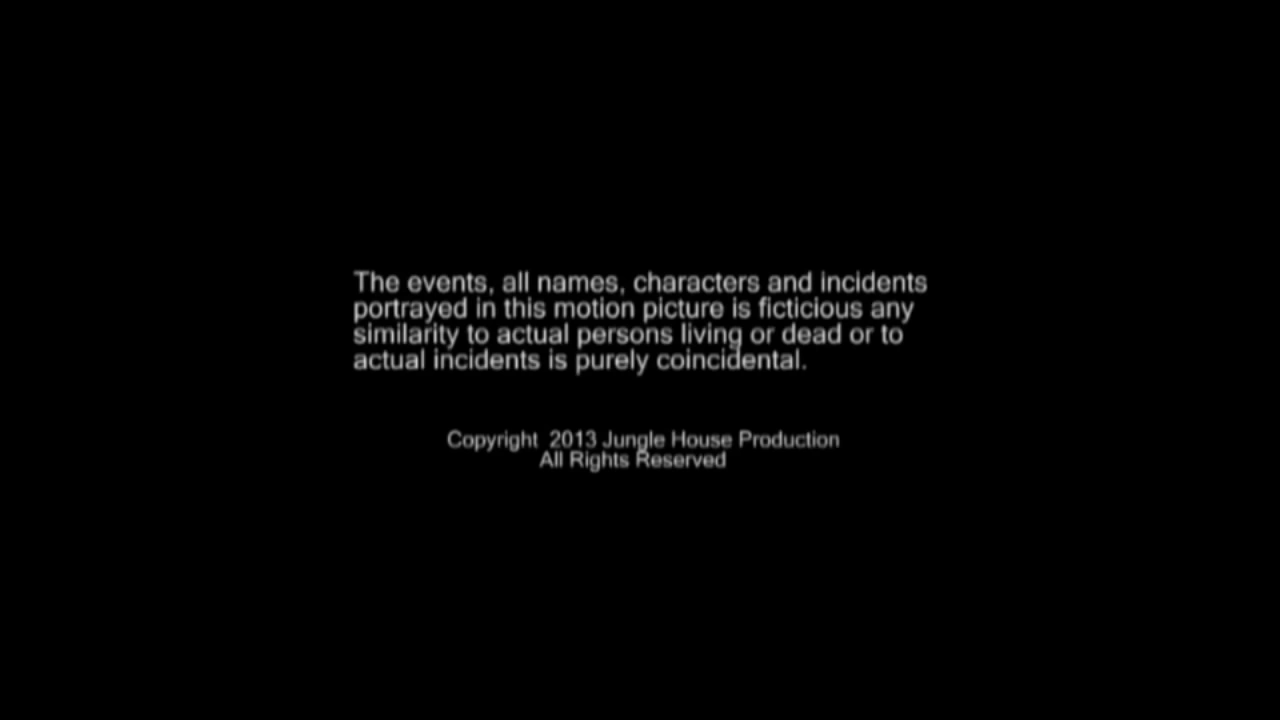 The events, all names, characters and incidents
portrayed in this motion picture is ficticious any
similarity to actual persons living or dead or to
actual incidents is purely coincidental.
Copyright  2013 Jungle House Production
All Rights Reserved